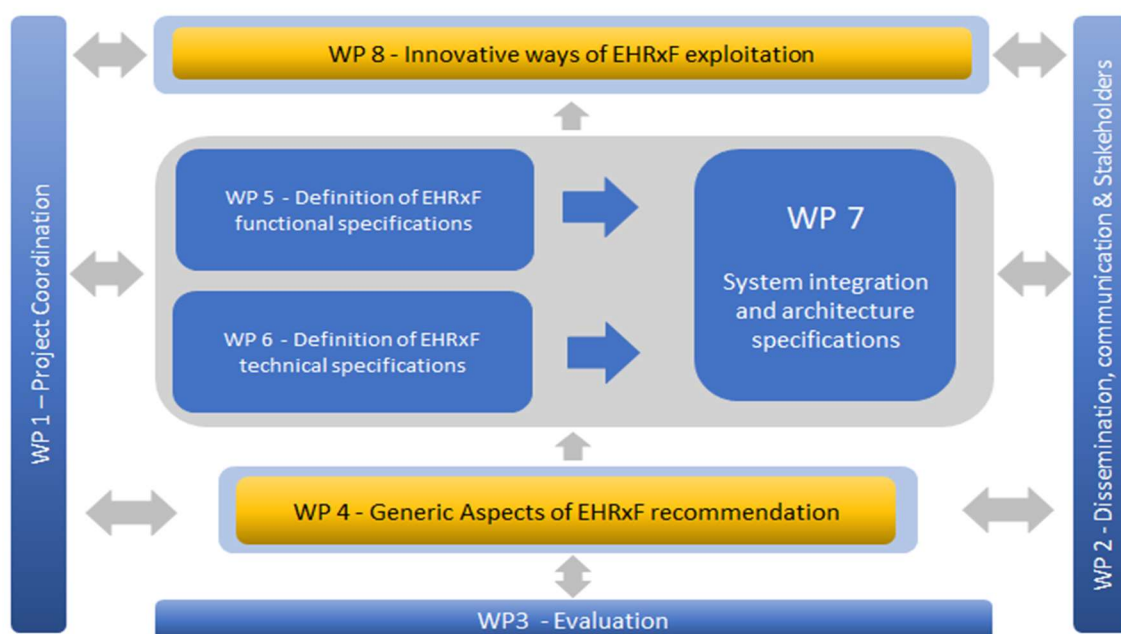 WP 1 – Project Coordination
WP 8 - Innovative ways of EHRxF exploitation
WP 5 - Definition of EHRxF
functional specifications
WP 6 - Definition of EHRxF
technical specifications
WP 7
System integration
and architecture
specifications
WP 4 - Generic Aspects of EHRxF recommendation
WP3 - Evaluation
WP 2 - Dissemination, communication & Stakeholders